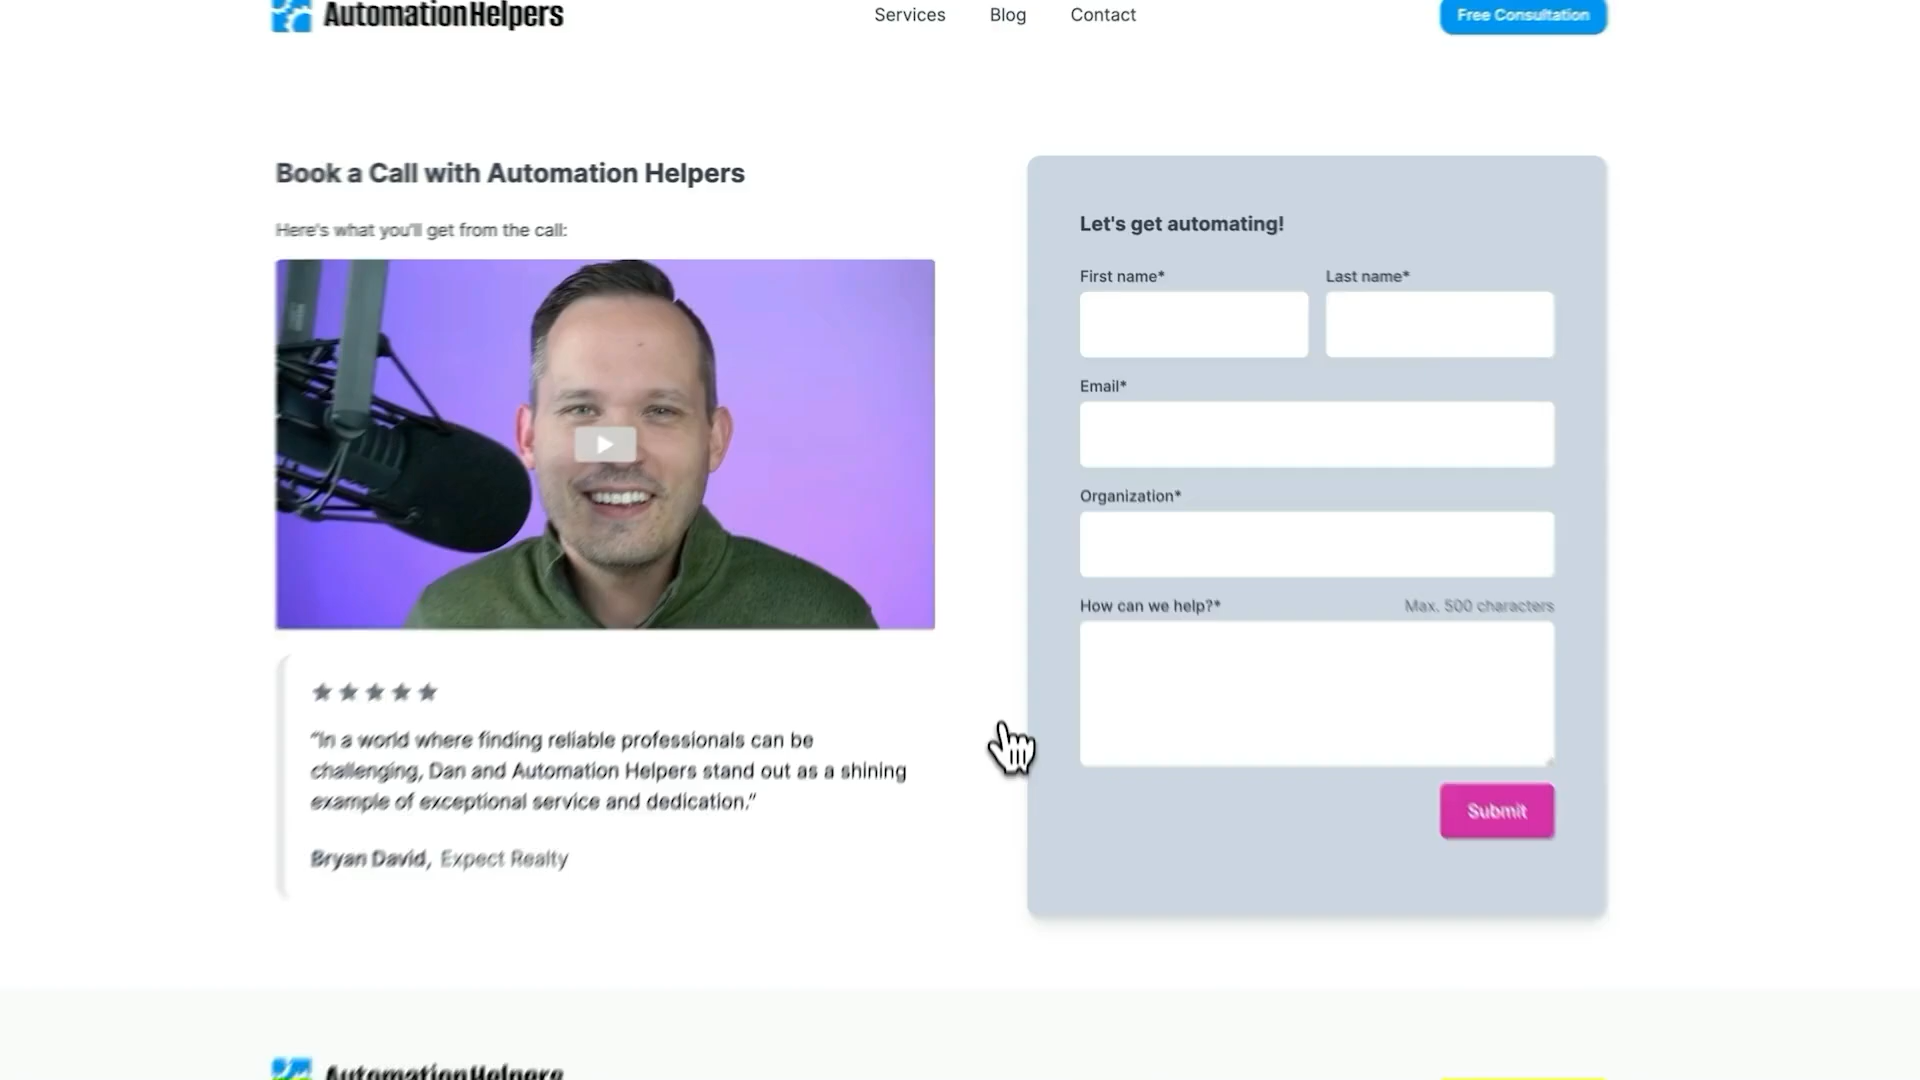 AutomationHelpers
Services
Blog
Contact
Free Consultation
Book a Call with Automation Helpers
Here's what you'll get from the call:
“In a world where finding reliable professionals can be
challenging, Dan and Automation Helpers stand out as a shining
example of exceptional service and dedication.”
Bryan David, Expect Realty
Let's get automating!
First name*
Last name*
Email*
Organization*
How can we help?*
Max. 500 characters
Submit
AutomationHelpers